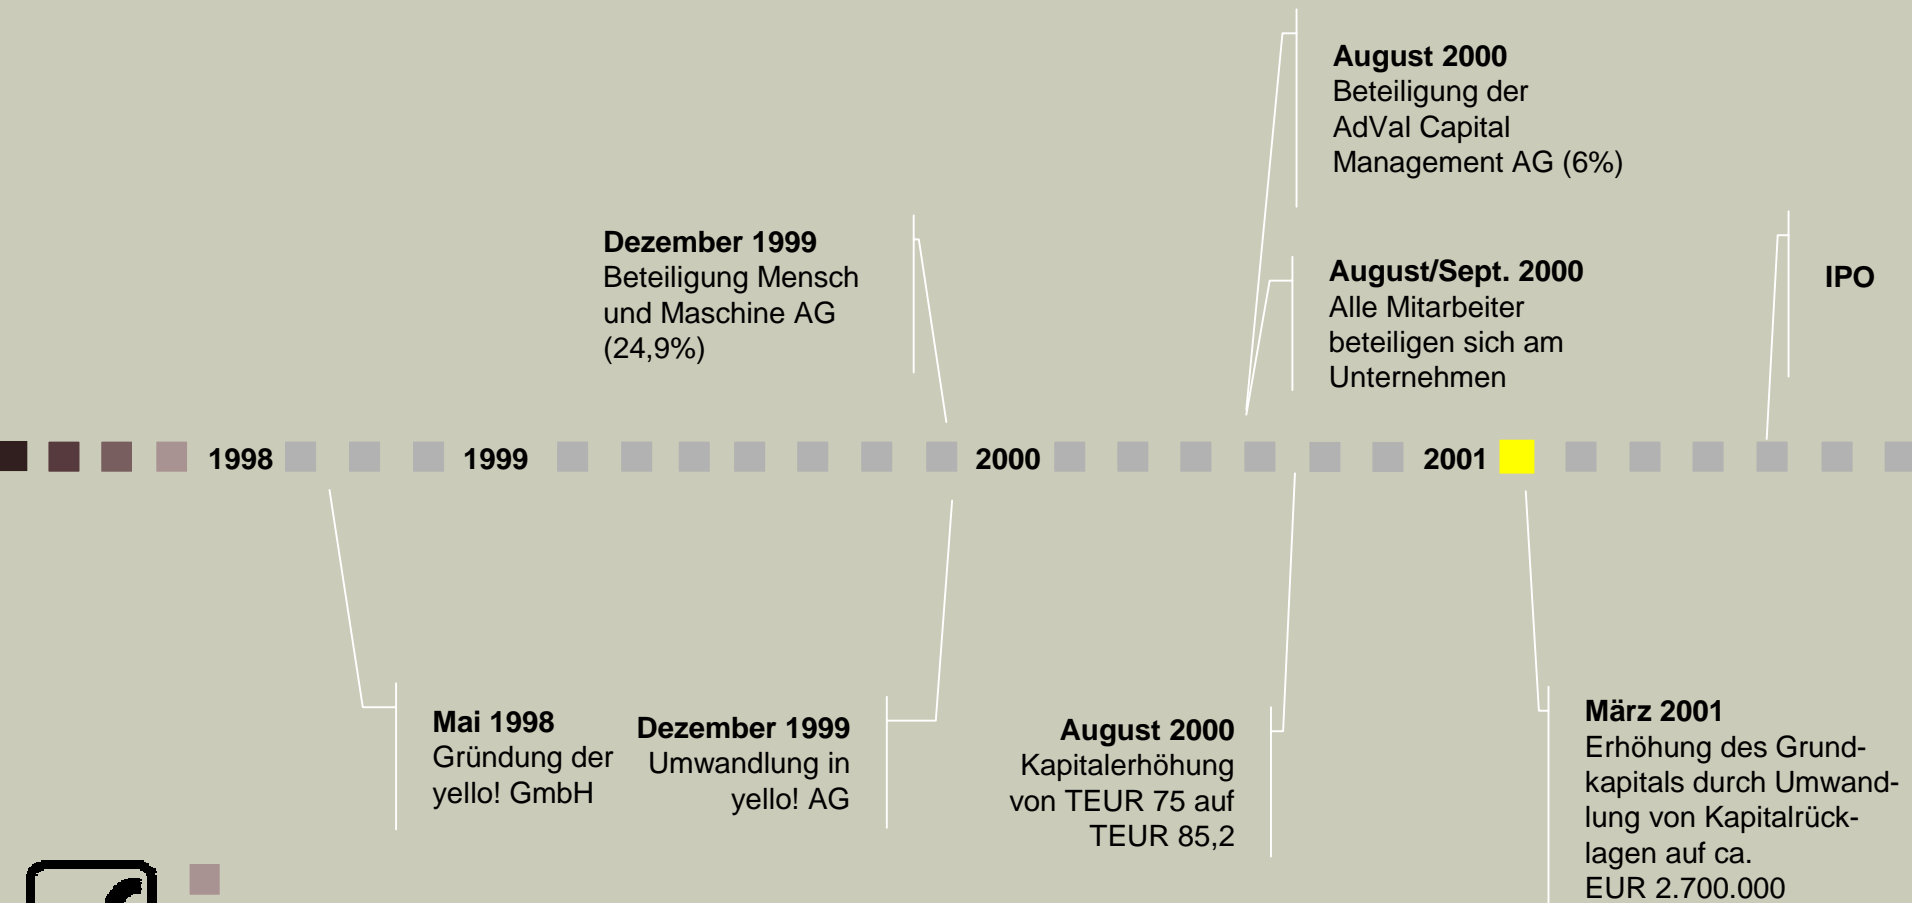 August 2000
Beteiligung der
AdVal Capital
Management AG (6%)
Dezember 1999
Beteiligung Mensch
und Maschine AG
(24,9%)
August/Sept. 2000
Alle Mitarbeiter
beteiligen sich am
Unternehmen
IPO
1998 1999 2000 2001
Mai 1998
Gründung der
yello! GmbH
Dezember 1999
Umwandlung in
yello! AG
August 2000
Kapitalerhöhung
von TEUR 75 auf
TEUR 85,2
März 2001
Erhöhung des Grund-
kapitals durch Umwand-
lung von Kapitalrück-
lagen auf ca.
EUR 2.700.000